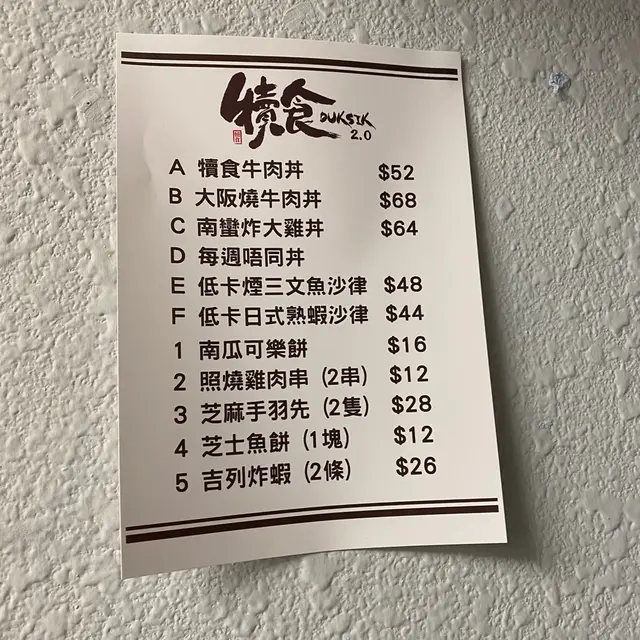 犢食 DUKSIK 2.0
A 犢食牛肉丼 $52
B 大阪燒牛肉丼 $68
C 南蠻炸大雞丼 $64
D 每週唔同丼
E 低卡煙三文魚沙律 $48
F 低卡日式熟蝦沙律 $44
1 南瓜可樂餅 $16
2 照燒雞肉串 (2串) $12
3 芝麻手羽先 (2隻) $28
4 芝士魚餅 (1塊) $12
5 吉列炸蝦 (2條) $26